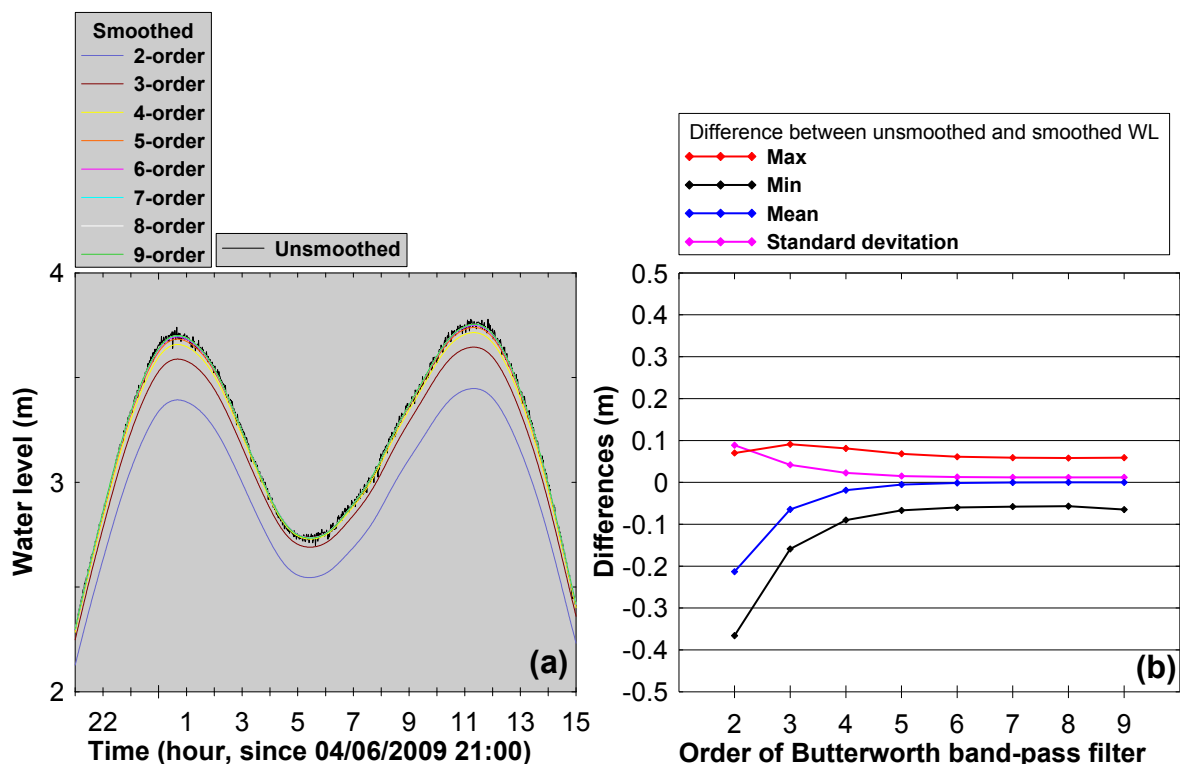 Smoothed
2-order
3-order
4-order
5-order
6-order
7-order
8-order
9-order
Unsmoothed
4
3
2
Water level (m)
22 1 3 5 7 9 11 13 15
Time (hour, since 04/06/2009 21:00)
(a)
Difference between unsmoothed and smoothed WL
Max
Min
Mean
Standard devitation
0.5
0.4
0.3
0.2
0.1
0
-0.1
-0.2
-0.3
-0.4
-0.5
Differences (m)
2 3 4 5 6 7 8 9
Order of Butterworth band-pass filter
(b)